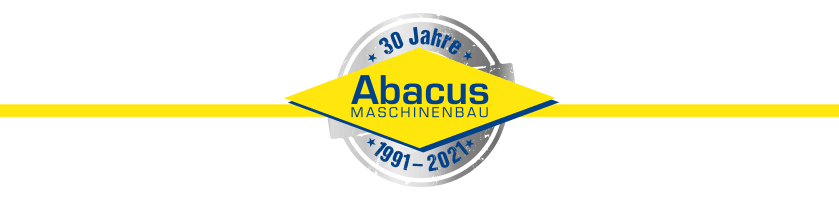 30 Jahre
Abacus
MASCHINENBAU
1991 – 2021